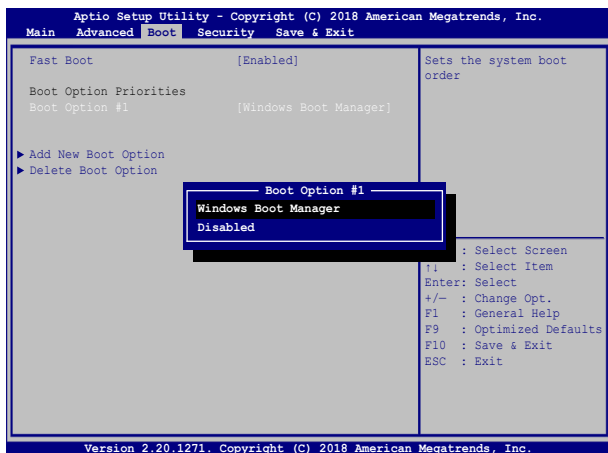 Aptio Setup Utility - Copyright (C) 2018 American Megatrends, Inc.
Main Advanced Boot Security Save & Exit
Fast Boot [Enabled]
Boot Option Priorities
Boot Option #1 [Windows Boot Manager]
▶ Add New Boot Option
▶ Delete Boot Option
Sets the system boot
order
Boot Option #1
Windows Boot Manager
Disabled
: Select Screen
↑↓ : Select Item
Enter: Select
+/— : Change Opt.
F1 : General Help
F9 : Optimized Defaults
F10 : Save & Exit
ESC : Exit
Version 2.20.1271. Copyright (C) 2018 American Megatrends, Inc.